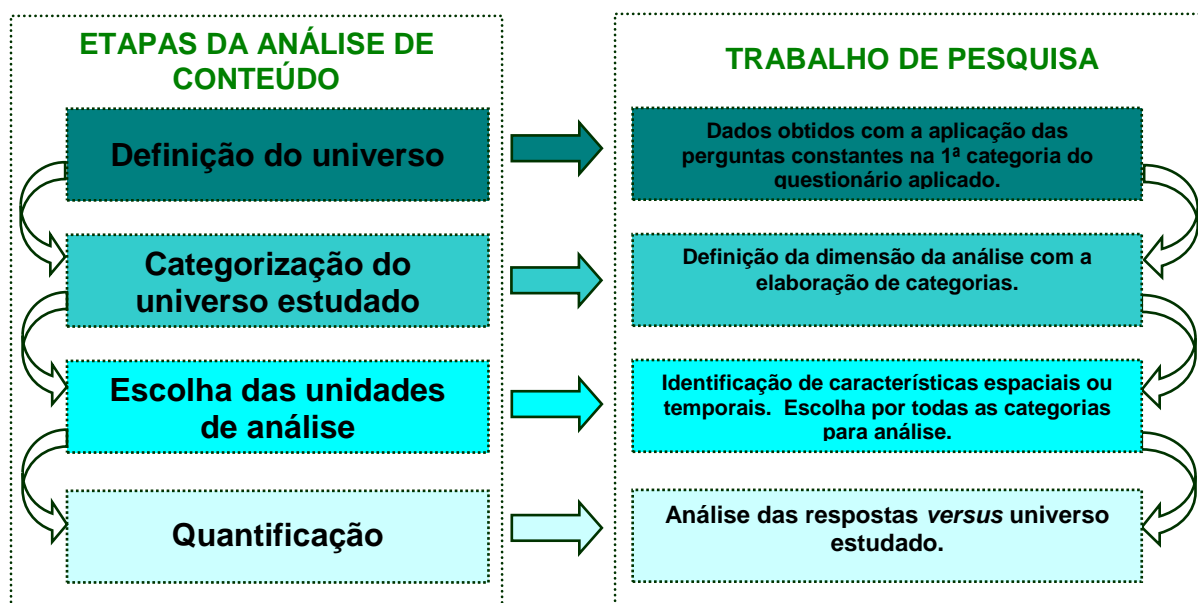 ETAPAS DA ANÁLISE DE
CONTEÚDO
Definição do universo
Categorização do
universo estudado
Escolha das unidades
de análise
Quantificação
TRABALHO DE PESQUISA
Dados obtidos com a aplicação das
perguntas constantes na 1ª categoria do
questionário aplicado.
Definição da dimensão da análise com a
elaboração de categorias.
Identificação de características espaciais ou
temporais. Escolha por todas as categorias
para análise.
Análise das respostas versus universo
estudado.